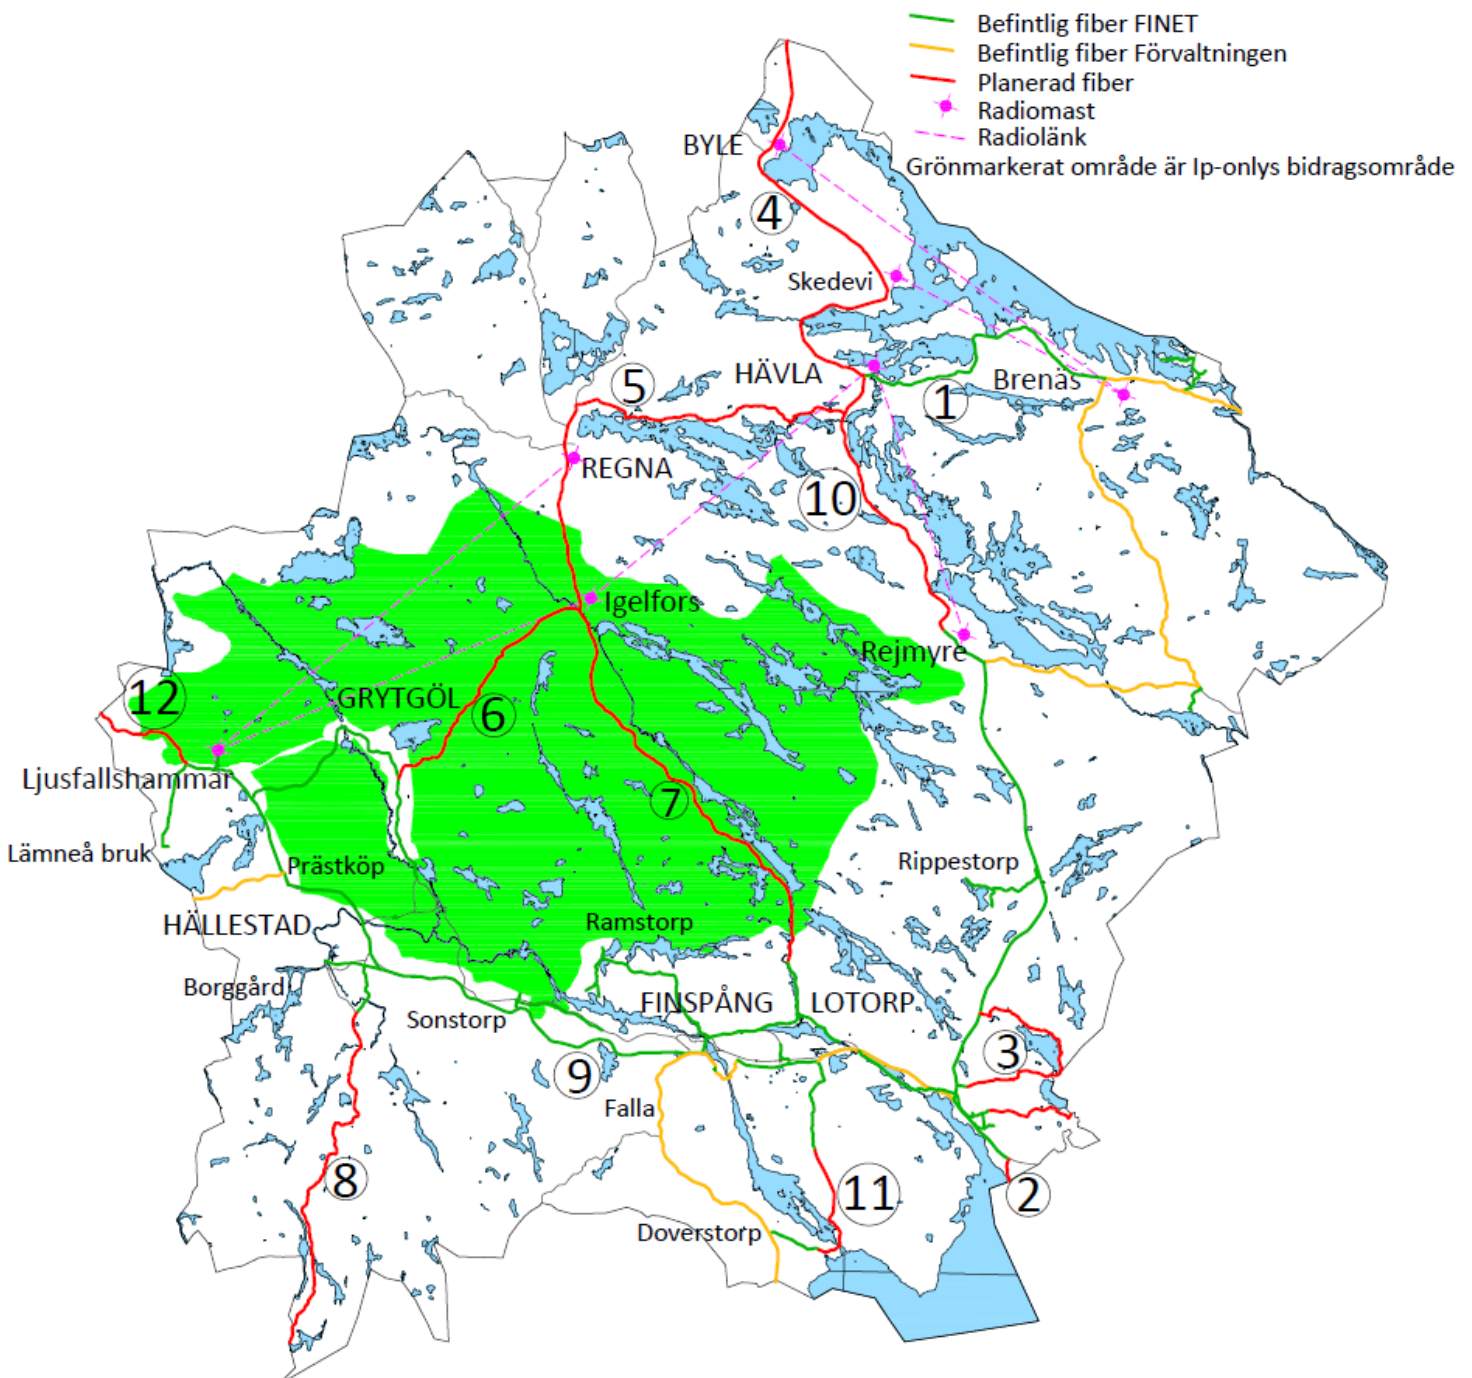 Befintlig fiber FINET
Befintlig fiber Förvaltningen
Planerad fiber
Radiomast
Radiolänk
Grönmarkerat område är Ip-onlys bidragsområde
BYLE
4
Skedevi
HÄVLA
5
Brenäs
1
REGNA
10
Igelfors
Rejmyre
12
GRYTGÖL
6
Ljusfallshammar
7
Lämneå bruk
Prästköp
Rippestorp
HÄLLESTAD
Ramstorp
Borggård
FINSPÅNG
LOTORP
Sonstorp
3
9
Falla
8
11
2
Doverstorp